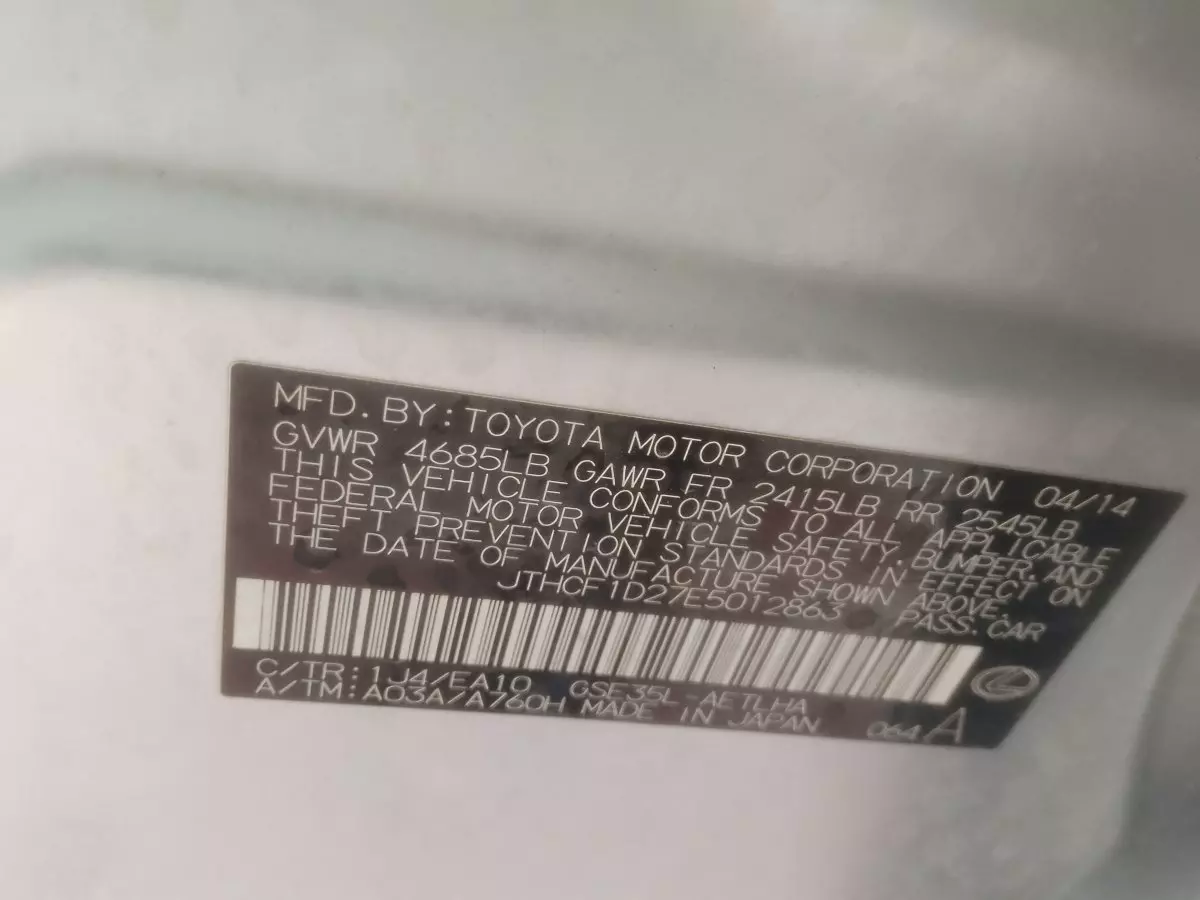 MFD. BY: TOYOTA MOTOR CORPORATION 04/14
GVWR 4685LB GAWR FR 2415LB RR 2545LB
THIS VEHICLE CONFORMS TO ALL APPLICABLE
FEDERAL MOTOR VEHICLE SAFETY, BUMPER, AND
THEFT PREVENTION STANDARDS IN EFFECT ON
THE DATE OF MANUFACTURE SHOWN ABOVE.
JTHCF1D27E5012863 PASS. CAR
C/TR: 1J4/EA10 GSE35L-AETLHA
A/TM: A03A/A760H MADE IN JAPAN 064 A